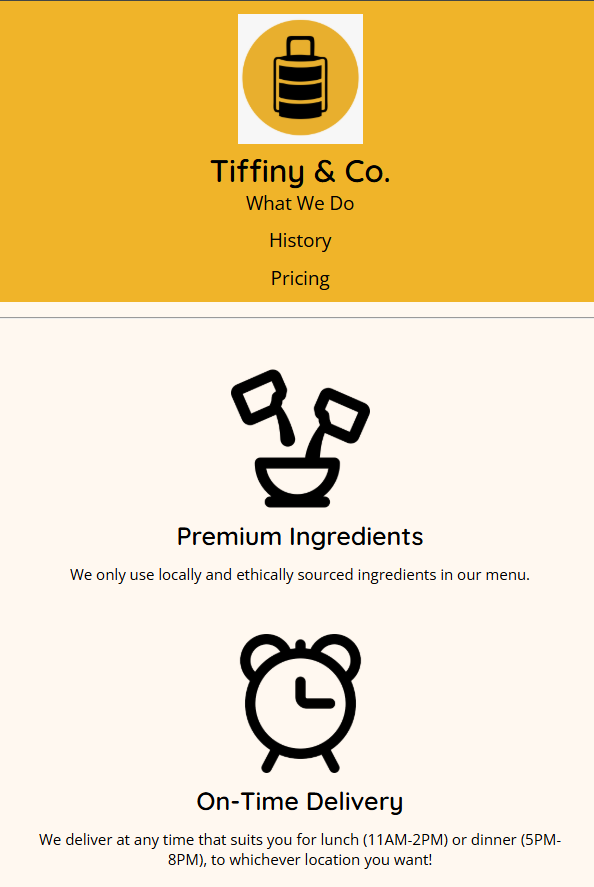 Tiffiny & Co.
What We Do
History
Pricing
Premium Ingredients
We only use locally and ethically sourced ingredients in our menu.
On-Time Delivery
We deliver at any time that suits you for lunch (11AM-2PM) or dinner (5PM-
8PM), to whichever location you want!